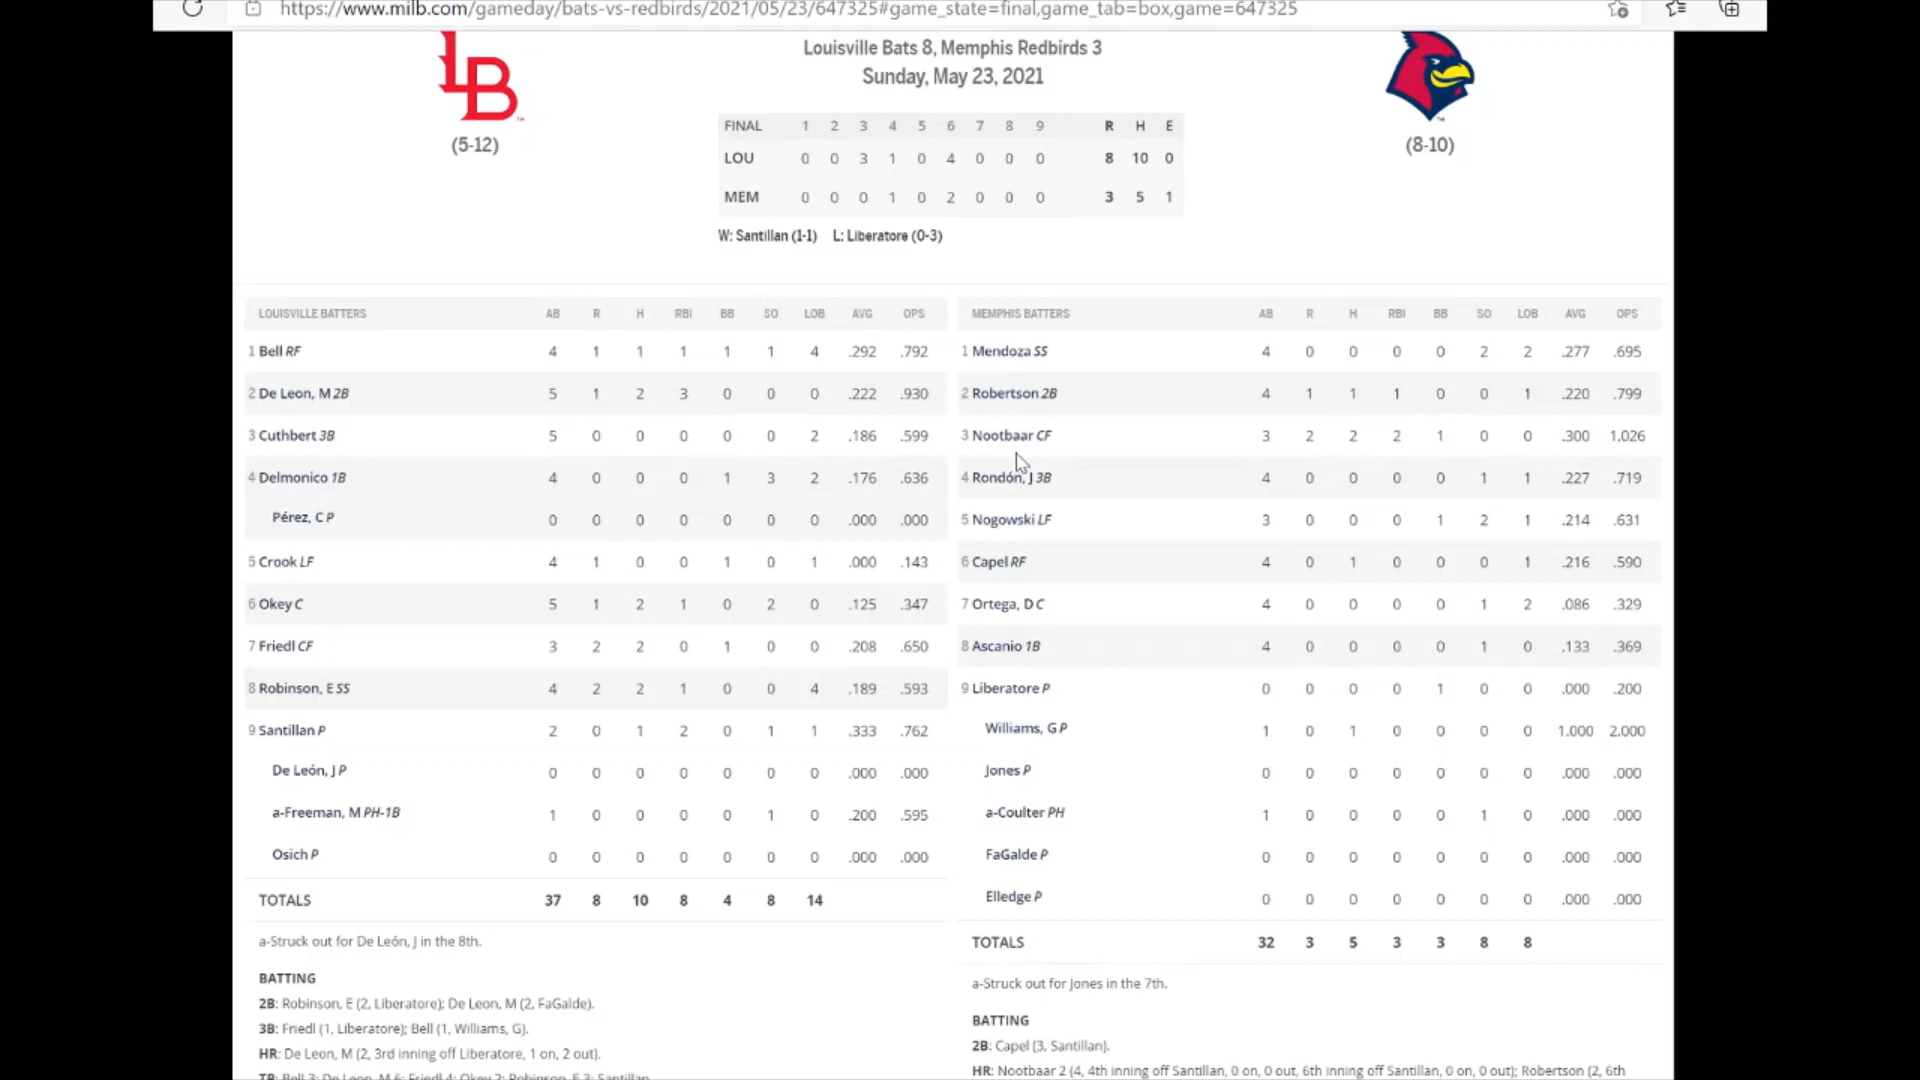 https://www.milb.com/gameday/bats-vs-redbirds/2021/05/23/647325#game_state=final,game_tab=box,game=647325
LB
Louisville Bats 8, Memphis Redbirds 3
Sunday, May 23, 2021
(5-12)
(8-10)
FINAL 1 2 3 4 5 6 7 8 9 R H E
LOU 0 0 3 1 0 4 0 0 0 8 10 0
MEM 0 0 0 1 0 2 0 0 0 3 5 1
W: Santillan (1-1) L: Liberatore (0-3)
LOUISVILLE BATTERS AB R H RBI BB SO LOB AVG OPS
1 Bell RF 4 1 1 1 1 1 4 .292 .792
2 De Leon, M 2B 5 1 2 3 0 0 0 .222 .930
3 Cuthbert 3B 5 0 0 0 0 0 2 .186 .599
4 Delmonico 1B 4 0 0 0 1 3 2 .176 .636
Pérez, C P 0 0 0 0 0 0 0 .000 .000
5 Crook LF 4 1 0 0 1 0 1 .000 .143
6 Okey C 5 1 2 1 0 2 0 .125 .347
7 Friedl CF 3 2 2 0 1 0 0 .208 .650
8 Robinson, E SS 4 2 2 1 0 0 4 .189 .593
9 Santillan P 2 0 1 2 0 1 1 .333 .762
De León, J P 0 0 0 0 0 0 0 .000 .000
a-Freeman, M PH-1B 1 0 0 0 0 1 0 .200 .595
Osich P 0 0 0 0 0 0 0 .000 .000
TOTALS 37 8 10 8 4 8 14
a-Struck out for De León, J in the 8th.
BATTING
2B: Robinson, E (2, Liberatore); De Leon, M (2, FaGalde).
3B: Friedl (1, Liberatore); Bell (1, Williams, G).
HR: De Leon, M (2, 3rd inning off Liberatore, 1 on, 2 out).
TB: Bell 3; De Leon, M 6; Friedl 4; Okey 2; Robinson, E 3; Santillan.
MEMPHIS BATTERS AB R H RBI BB SO LOB AVG OPS
1 Mendoza SS 4 0 0 0 0 2 2 .277 .695
2 Robertson 2B 4 1 1 1 0 0 1 .220 .799
3 Nootbaar CF 3 2 2 2 1 0 0 .300 1.026
4 Rondón, J 3B 4 0 0 0 0 1 1 .227 .719
5 Nogowski LF 3 0 0 0 1 2 1 .214 .631
6 Capel RF 4 0 1 0 0 0 1 .216 .590
7 Ortega, D C 4 0 0 0 0 1 2 .086 .329
8 Ascanio 1B 4 0 0 0 0 1 0 .133 .369
9 Liberatore P 0 0 0 0 1 0 0 .000 .200
Williams, G P 1 0 1 0 0 0 0 1.000 2.000
Jones P 0 0 0 0 0 0 0 .000 .000
a-Coulter PH 1 0 0 0 0 1 0 .000 .000
FaGalde P 0 0 0 0 0 0 0 .000 .000
Elledge P 0 0 0 0 0 0 0 .000 .000
TOTALS 32 3 5 3 3 8 8
a-Struck out for Jones in the 7th.
BATTING
2B: Capel (3, Santillan).
HR: Nootbaar 2 (4, 4th inning off Santillan, 0 on, 0 out, 6th inning off Santillan, 0 on, 0 out); Robertson (2, 6th